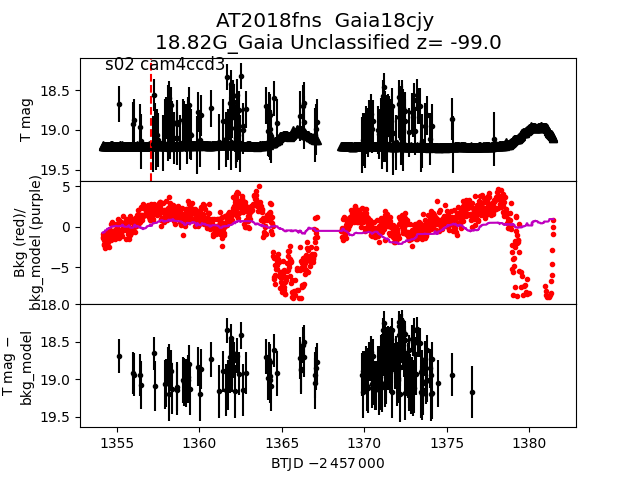 AT2018fns  Gaia18cjy
18.82G_Gaia Unclassified z= -99.0
s02 cam4ccd3
T mag
18.5
19.0
19.5
Bkg (red)/
bkg_model (purple)
5
0
−5
T mag −
bkg_model
18.0
18.5
19.0
19.5
1355 1360 1365 1370 1375 1380
BTJD −2 457 000